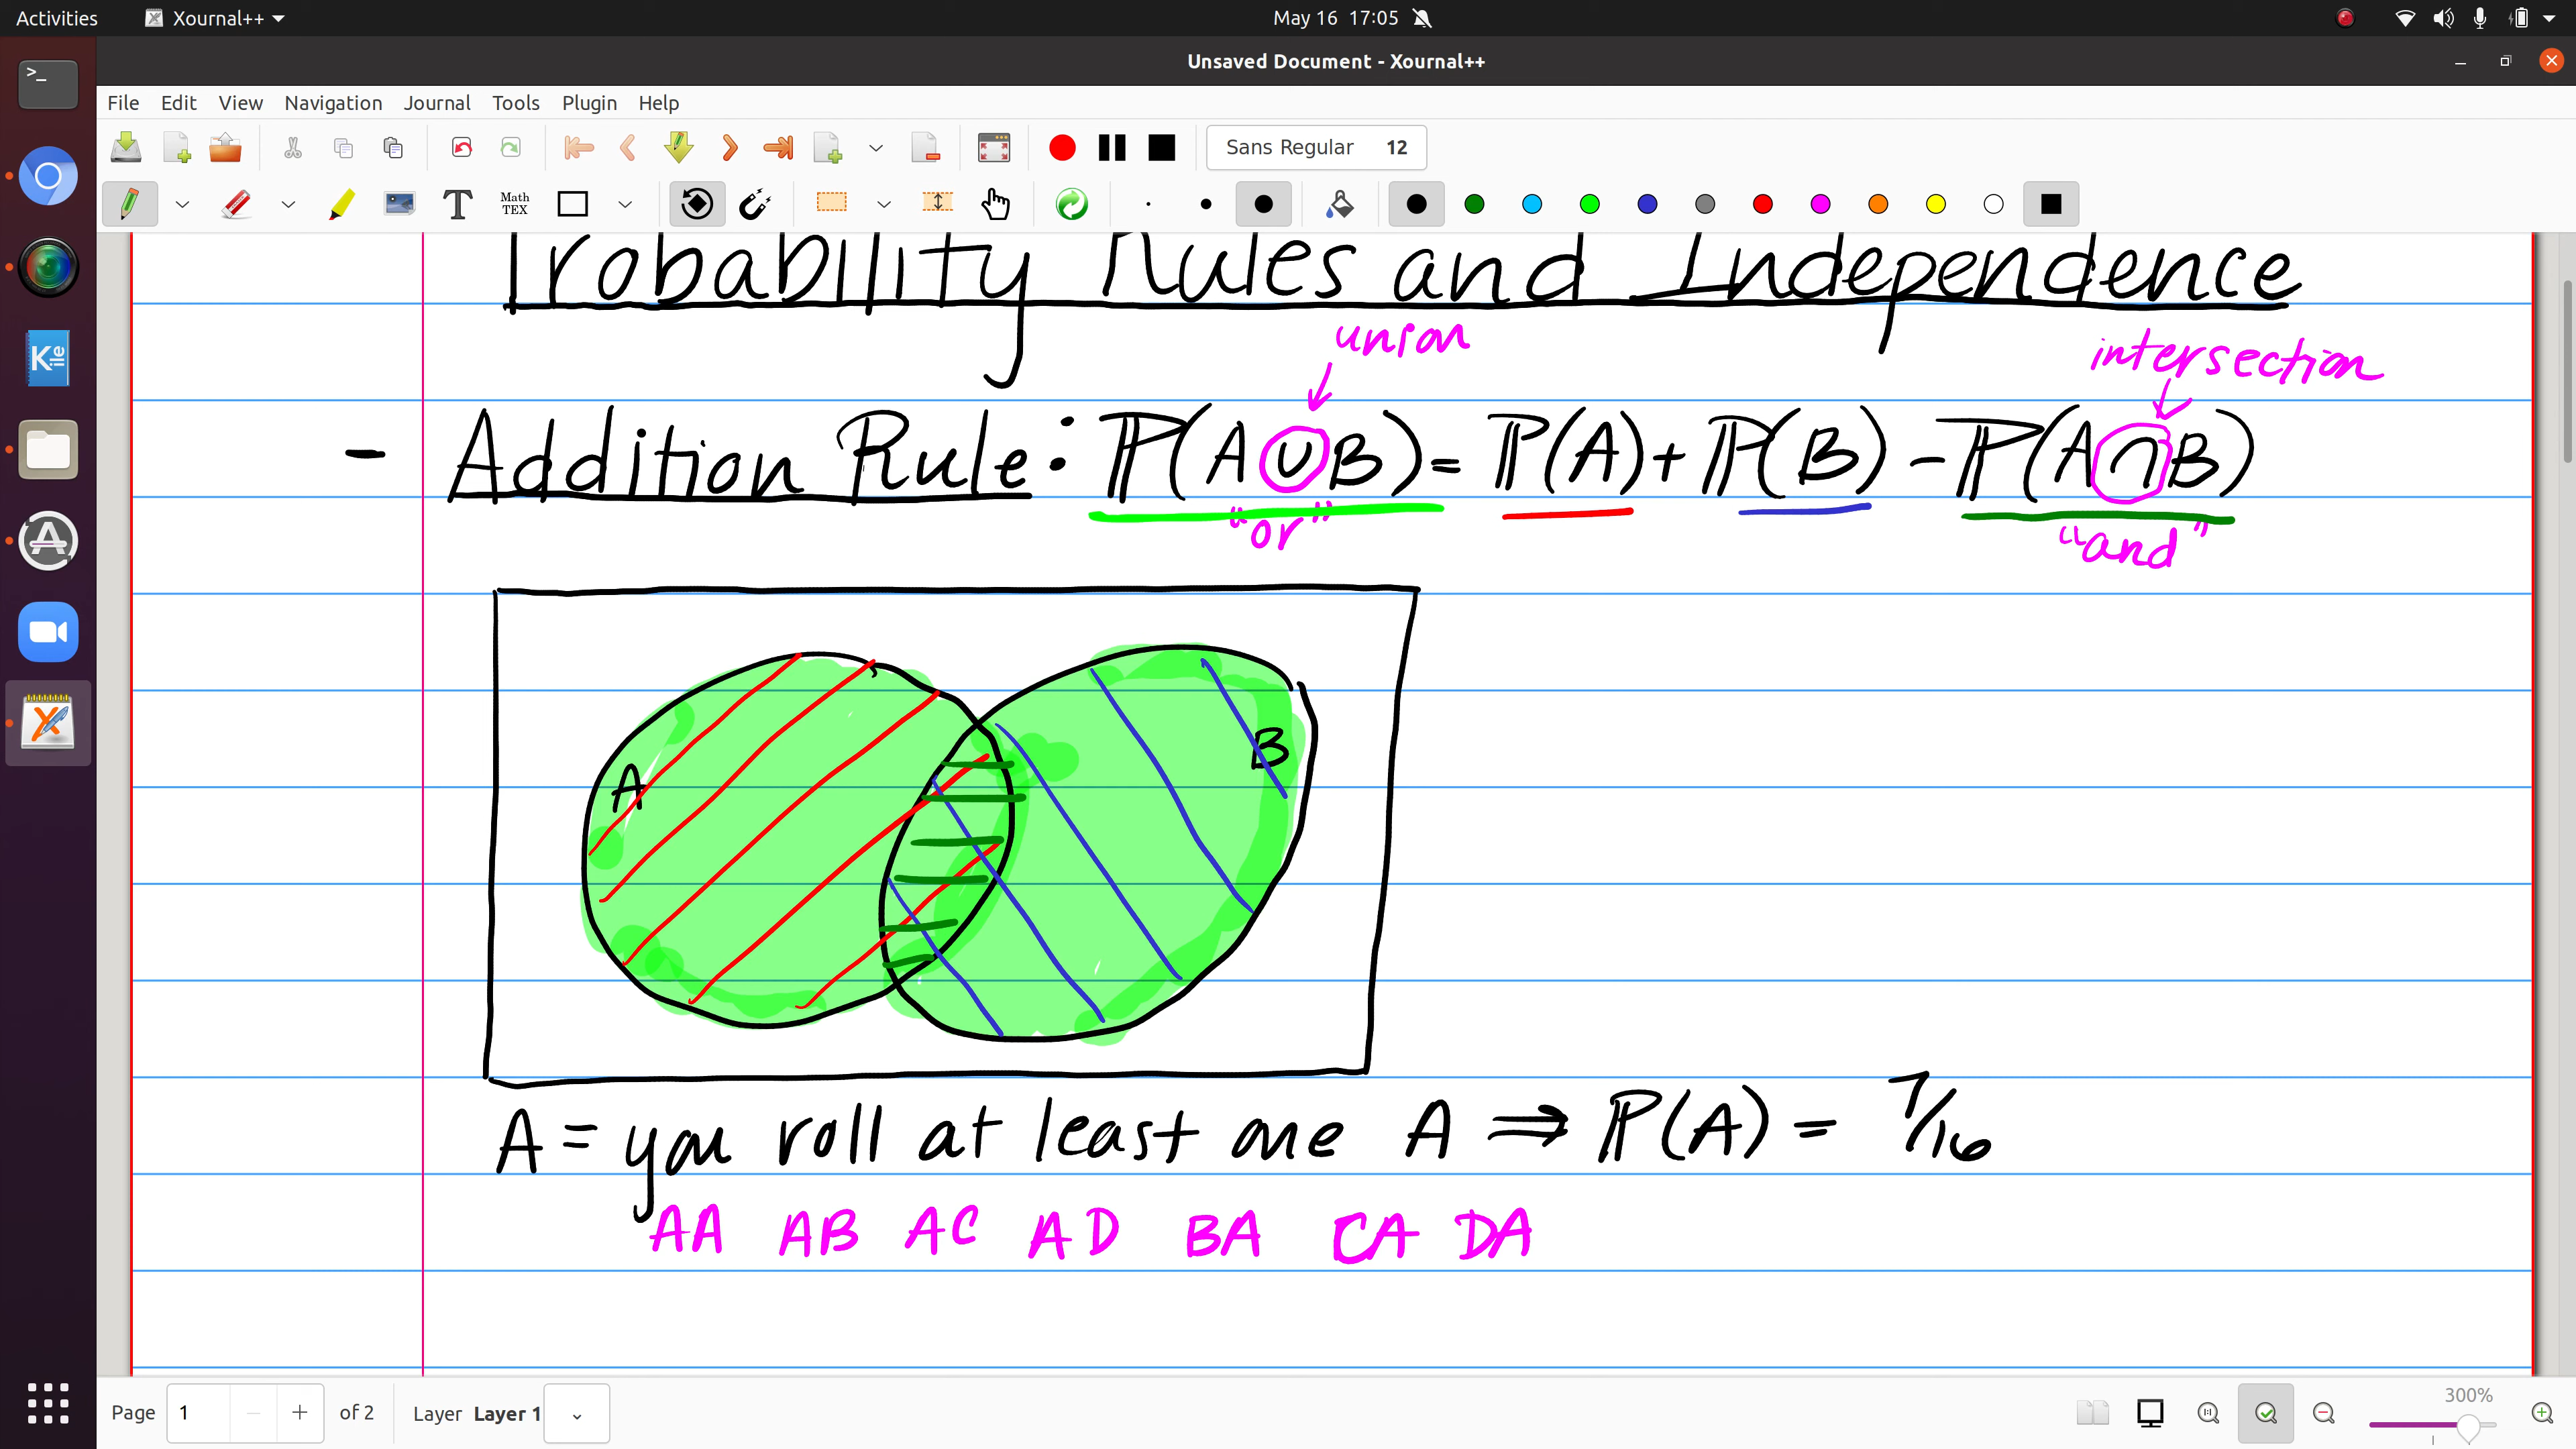 Activities Xournal++ May 16 17:05
Unsaved Document - Xournal++
File Edit View Navigation Journal Tools Plugin Help
Sans Regular 12
>_
Math TEX
Kile
Probability Rules and Independence
union
intersection
- Addition Rule: ℙ(A∪B) = ℙ(A) + ℙ(B) - ℙ(A∩B)
"or"
"and"
A
B
A = you roll at least one A ⇒ ℙ(A) = 7/16
AA AB AC AD BA CA DA
Page 1 − + of 2 Layer Layer 1 300%